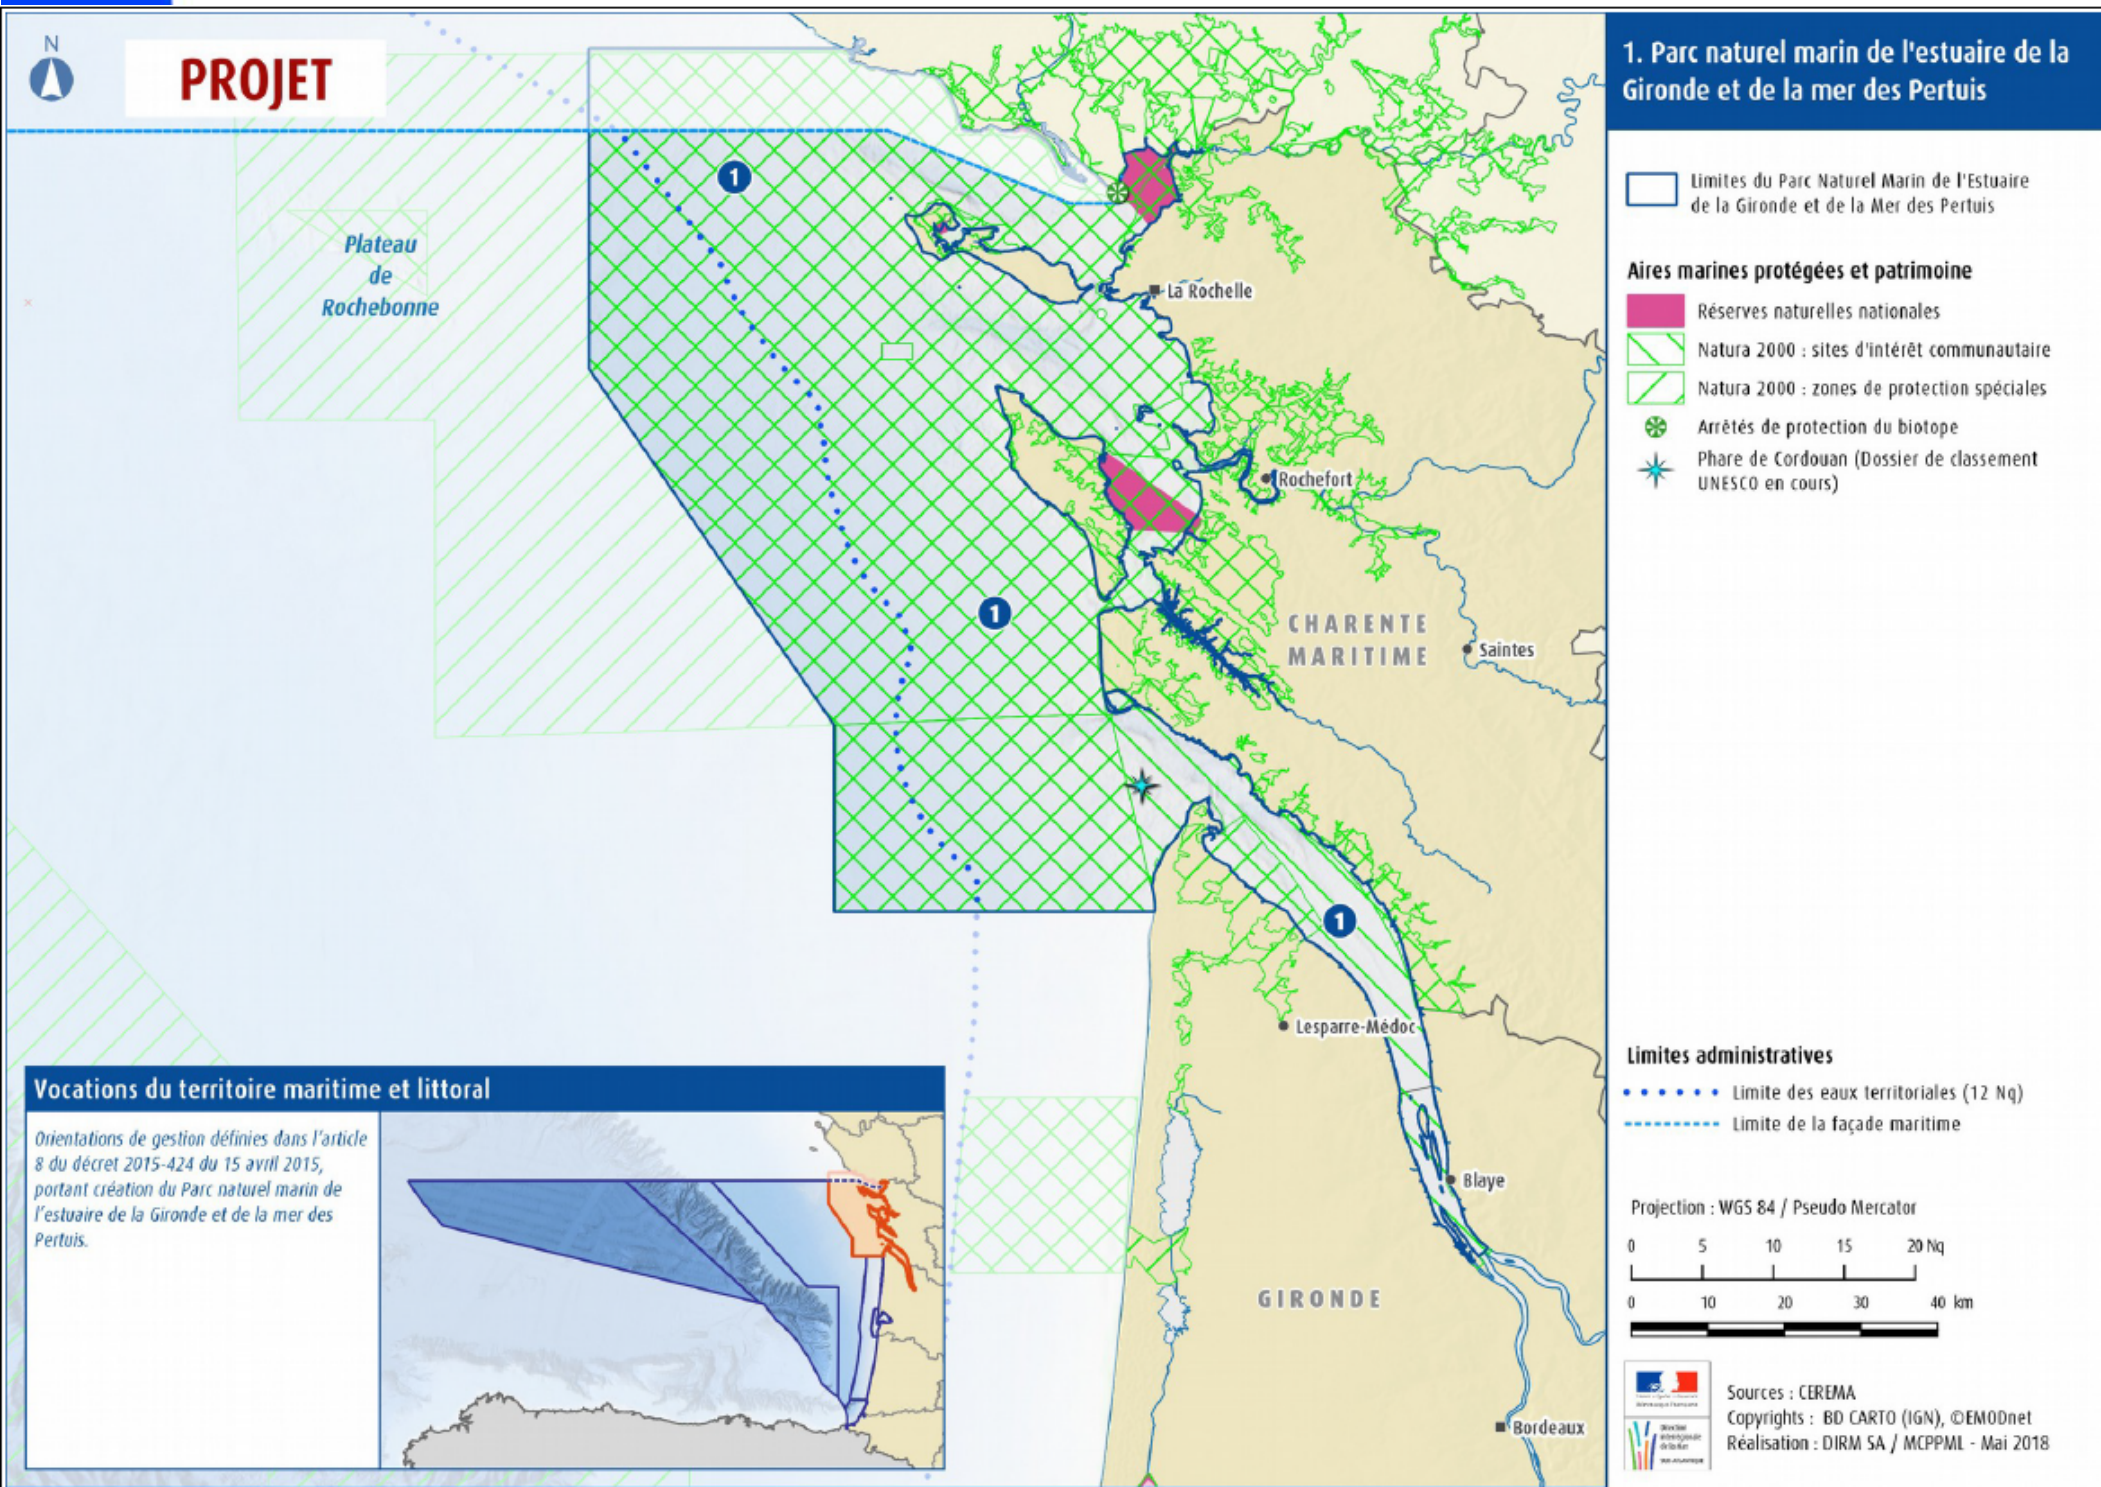 N
PROJET
1. Parc naturel marin de l'estuaire de la
Gironde et de la mer des Pertuis
Limites du Parc Naturel Marin de l'Estuaire
de la Gironde et de la Mer des Pertuis
Aires marines protégées et patrimoine
Réserves naturelles nationales
Natura 2000 : sites d'intérêt communautaire
Natura 2000 : zones de protection spéciales
Arrêtés de protection du biotope
Phare de Cordouan (Dossier de classement
UNESCO en cours)
1
Plateau
de
Rochebonne
La Rochelle
Rochefort
1
CHARENTE
MARITIME
Saintes
1
Lesparre-Médoc
Blaye
GIRONDE
Bordeaux
Vocations du territoire maritime et littoral
Orientations de gestion définies dans l'article
8 du décret 2015-424 du 15 avril 2015,
portant création du Parc naturel marin de
l'estuaire de la Gironde et de la mer des
Pertuis.
Limites administratives
Limite des eaux territoriales (12 Nq)
Limite de la façade maritime
Projection : WGS 84 / Pseudo Mercator
0 5 10 15 20 Nq
0 10 20 30 40 km
Sources : CEREMA
Copyrights : BD CARTO (IGN), ©EMODnet
Réalisation : DIRM SA / MCPPML - Mai 2018